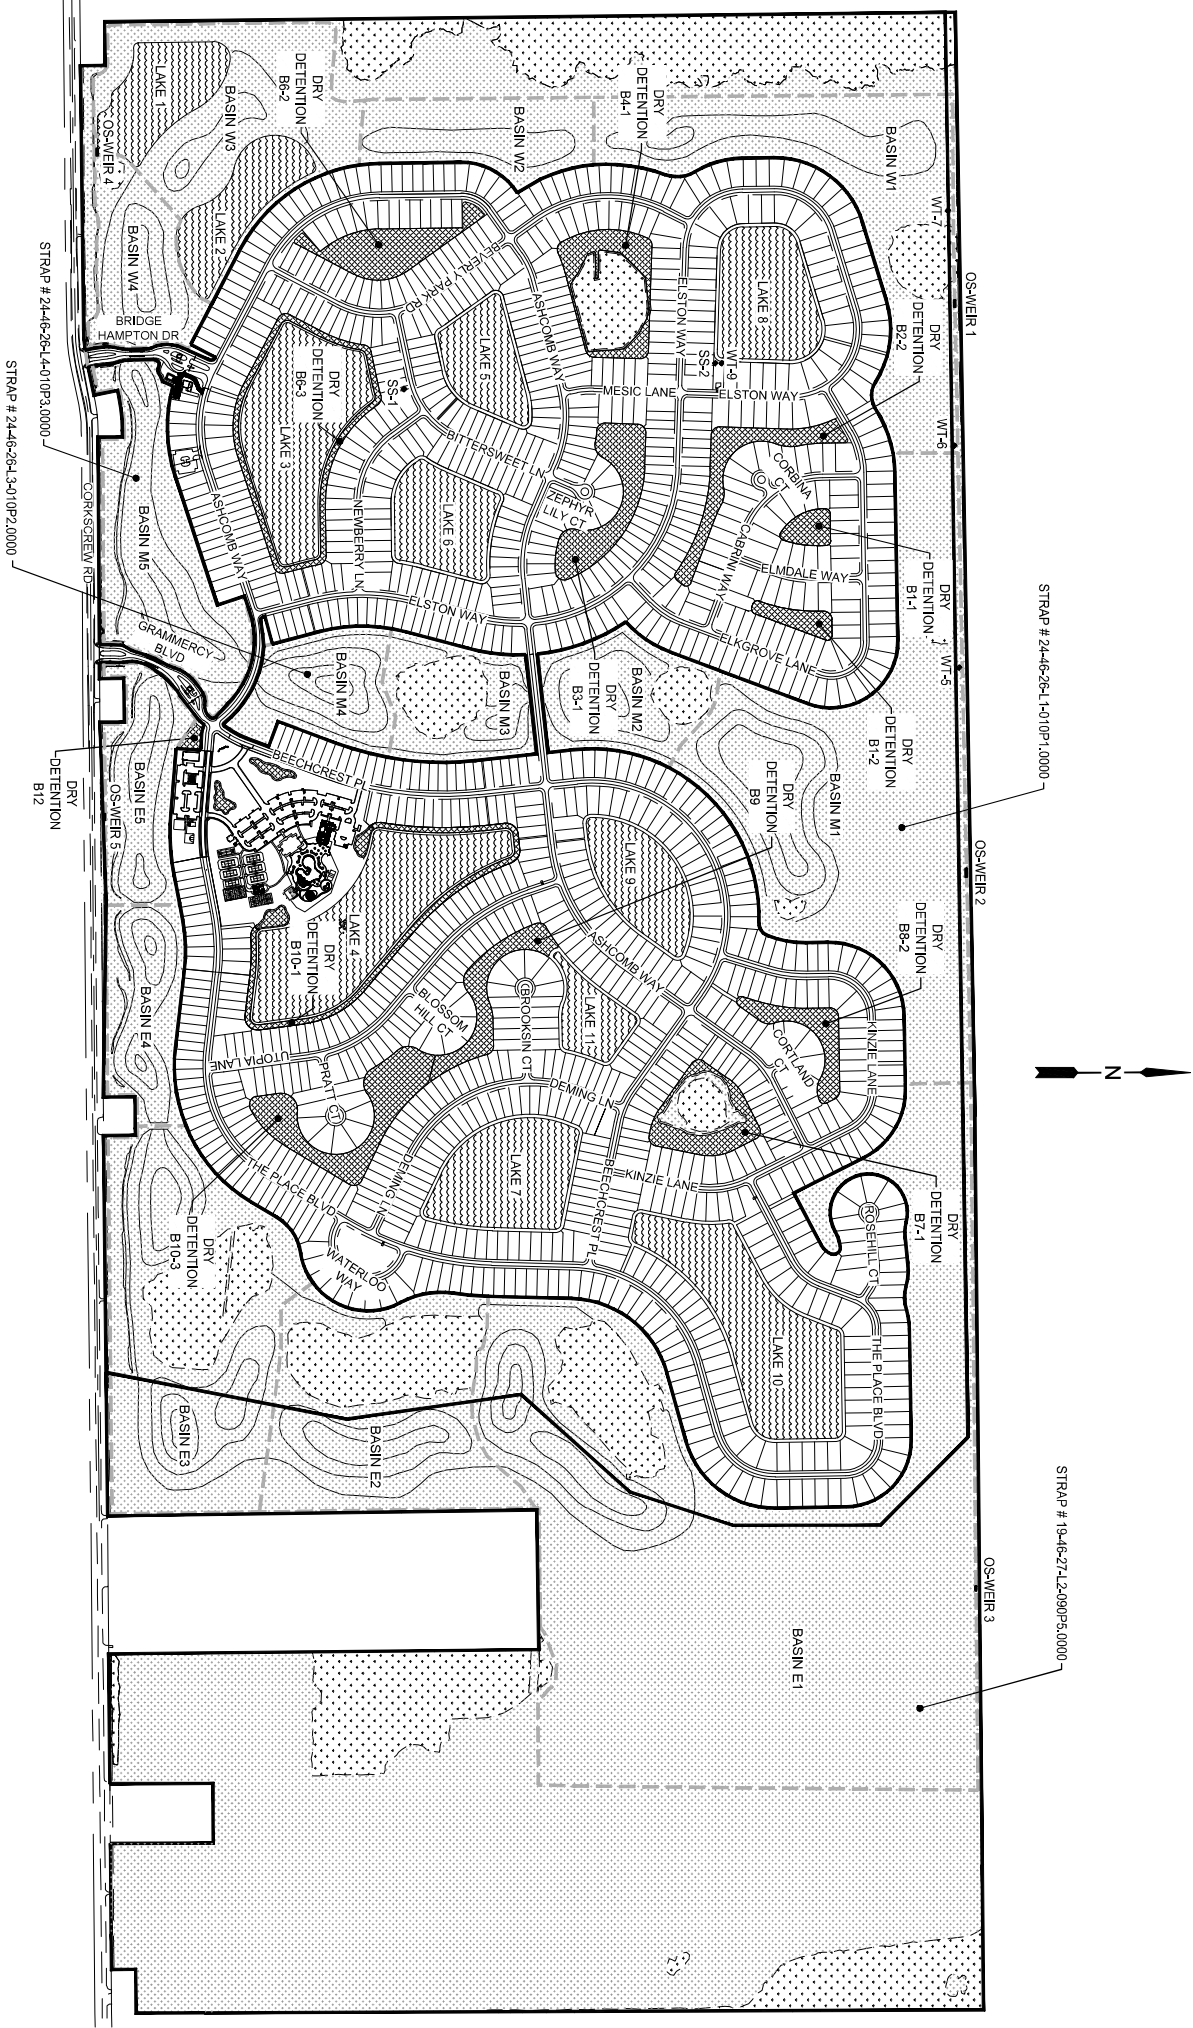 DRY
DETENTION
B6-2
LAKE 1
BASIN W3
OS-WEIR 4
LAKE 2
BASIN W4
BRIDGE
HAMPTON DR
BASIN W2
DRY
DETENTION
B4-1
BASIN W1
WT-7
OS-WEIR 1
DRY
DETENTION
B2-2
WT-6
LAKE 8
ELSTON WAY
WT-9
SS-2
ELSTON WAY
MESIC LANE
ASHCOMB WAY
BEVERLY PARK RD
LAKE 5
SS-1
DRY
DETENTION
B6-3
LAKE 3
BITTERSWEET LN
NEWBERRY LN
LAKE 6
ZEPHYR
LILY CT
CORBINA
CT
CABRINI WAY
ELMDALE WAY
ELKGROVE LANE
DRY
DETENTION
B1-1
WT-5
DRY
DETENTION
B1-2
STRAP # 24-46-26-L1-010P1.0000
STRAP # 24-46-26-L4-010P3.0000
STRAP # 24-46-26-L3-010P2.0000
CORKSCREW RD
BASIN M5
ASHCOMB WAY
ELSTON WAY
GRAMMERCY
BLVD
BASIN M4
BASIN M3
DRY
DETENTION
B3-1
BASIN M2
BASIN M1
DRY
DETENTION
B9
OS-WEIR 2
DRY
DETENTION
B12
BASIN E5
OS-WEIR 5
BEECHCREST PL
LAKE 4
DRY
DETENTION
B10-1
LAKE 9
ASHCOMB WAY
BLOSSOM
HILL CT
BROOKSIN CT
LAKE 11
DRY
DETENTION
B8-2
KINZIE LANE
CORTLAND
CT
BASIN E4
UTOPIA LANE
PRATT CT
DEMING LN
DEMING LN
LAKE 7
BEECHCREST PL
KINZIE LANE
THE PLACE BLVD
WATERLOO
WAY
DRY
DETENTION
B10-3
DRY
DETENTION
B7-1
ROSEHILL CT
THE PLACE BLVD
LAKE 10
N
BASIN E3
BASIN E2
OS-WEIR 3
BASIN E1
STRAP # 19-46-27-L2-090P5.0000